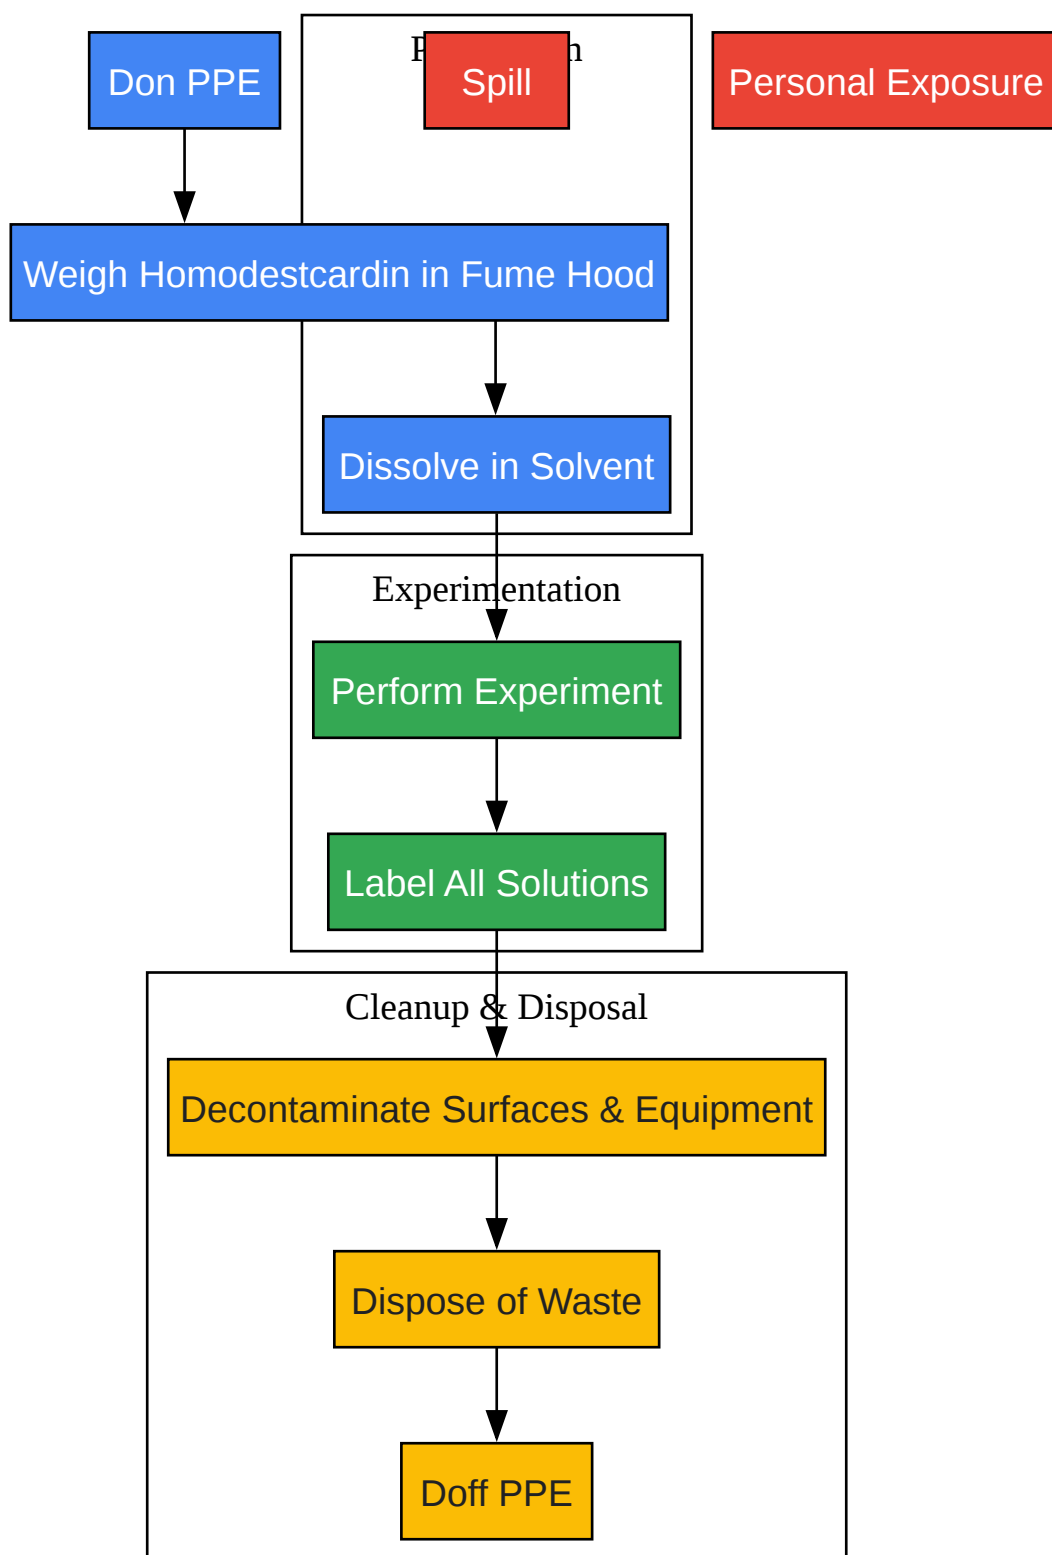 Don PPE
Spill
Personal Exposure
Weigh Homodestcardin in Fume Hood
Dissolve in Solvent
Experimentation
Perform Experiment
Label All Solutions
Cleanup & Disposal
Decontaminate Surfaces & Equipment
Dispose of Waste
Doff PPE